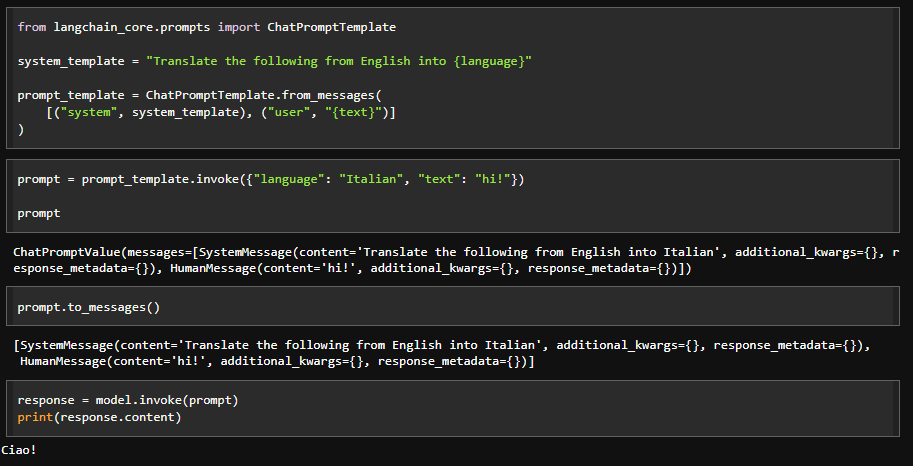 from langchain_core.prompts import ChatPromptTemplate
system_template = "Translate the following from English into {language}"
prompt_template = ChatPromptTemplate.from_messages(
    [("system", system_template), ("user", "{text}")]
)
prompt = prompt_template.invoke({"language": "Italian", "text": "hi!"})
prompt
ChatPromptValue(messages=[SystemMessage(content='Translate the following from English into Italian', additional_kwargs={}, r
esponse_metadata={}), HumanMessage(content='hi!', additional_kwargs={}, response_metadata={})])
prompt.to_messages()
[SystemMessage(content='Translate the following from English into Italian', additional_kwargs={}, response_metadata={}),
 HumanMessage(content='hi!', additional_kwargs={}, response_metadata={})]
response = model.invoke(prompt)
print(response.content)
Ciao!